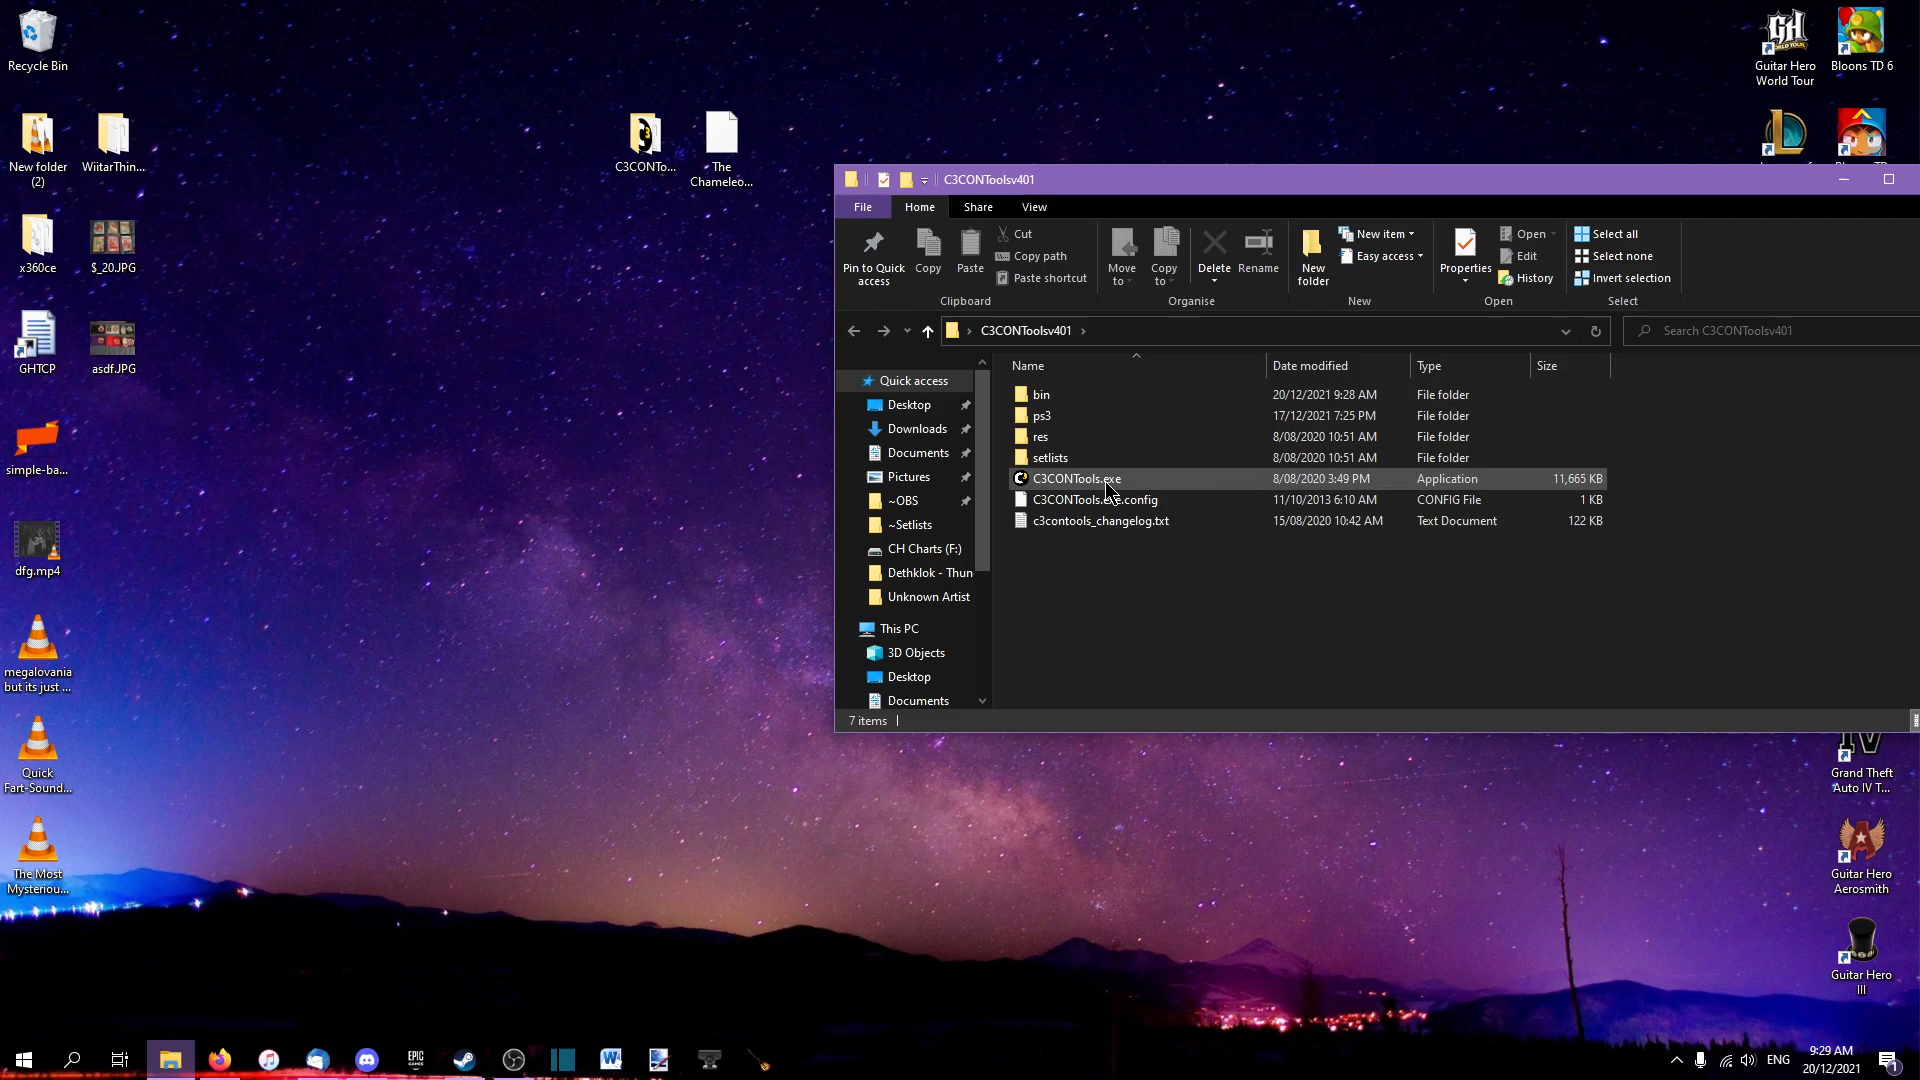 Recycle Bin
New folder
(2)
WiitarThin...
x360ce
$_20.JPG
GHTCP
asdf.JPG
simple-ba...
dfg.mp4
megalovania
but its just ...
Quick
Fart-Sound...
The Most
Mysteriou...
C3CONTo...
The
Chameleo...
Guitar Hero
World Tour
Bloons TD 6
C3CONToolsv401
File
Home
Share
View
Pin to Quick
access
Copy
Paste
Cut
Copy path
Paste shortcut
Clipboard
Move
to
Copy
to
Delete
Rename
Organise
New
folder
New item
Easy access
New
Properties
Open
Edit
History
Open
Select all
Select none
Invert selection
Select
C3CONToolsv401
Search C3CONToolsv401
Quick access
Desktop
Downloads
Documents
Pictures
~OBS
~Setlists
CH Charts (F:)
Dethklok - Thun
Unknown Artist
This PC
3D Objects
Desktop
Documents
Name Date modified Type Size
bin 20/12/2021 9:28 AM File folder
ps3 17/12/2021 7:25 PM File folder
res 8/08/2020 10:51 AM File folder
setlists 8/08/2020 10:51 AM File folder
C3CONTools.exe 8/08/2020 3:49 PM Application 11,665 KB
C3CONTools.exe.config 11/10/2013 6:10 AM CONFIG File 1 KB
c3contools_changelog.txt 15/08/2020 10:42 AM Text Document 122 KB
7 items
IV
Grand Theft
Auto IV T...
Guitar Hero
Aerosmith
Guitar Hero
III
EPIC
GAMES
ENG
9:29 AM
20/12/2021
1